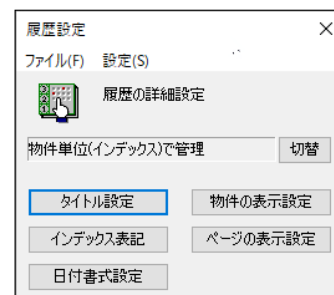 履歴設定
ファイル(F) 設定(S)
履歴の詳細設定
物件単位(インデックス)で管理 切替
タイトル設定 物件の表示設定
インデックス表記 ページの表示設定
日付書式設定